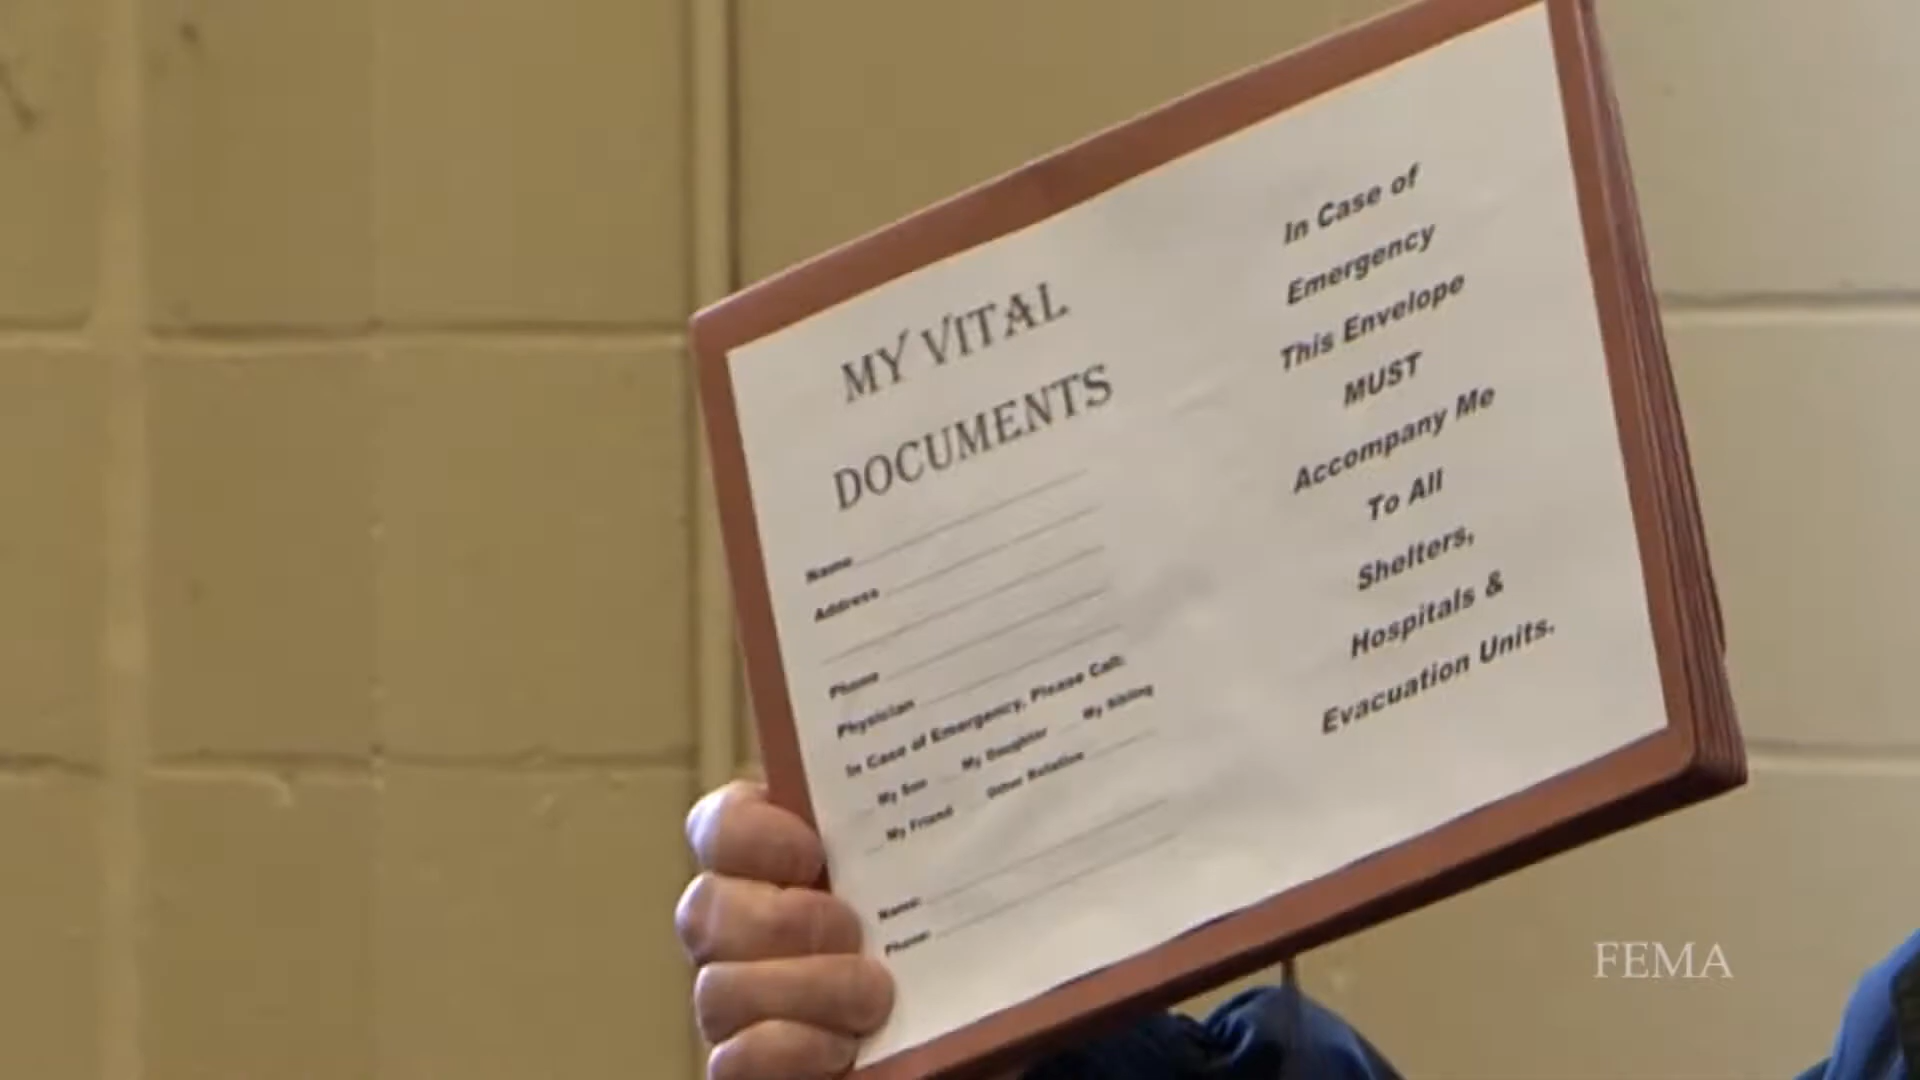 MY VITAL
DOCUMENTS
Name
Address
Phone
Physician
In Case of Emergency, Please Call:
My Son My Daughter My Sibling
My Friend Other Relation
Name:
Phone:
In Case of
Emergency
This Envelope
MUST
Accompany Me
To All
Shelters,
Hospitals &
Evacuation Units.
FEMA